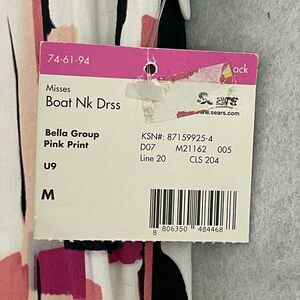 74-61-94 ack
Misses
Boat Nk Drss
www.sears.com
Bella Group
Pink Print
KSN#: 87159925-4
D07 M21162 005
Line 20 CLS 204
U9
M
8 806350 484468